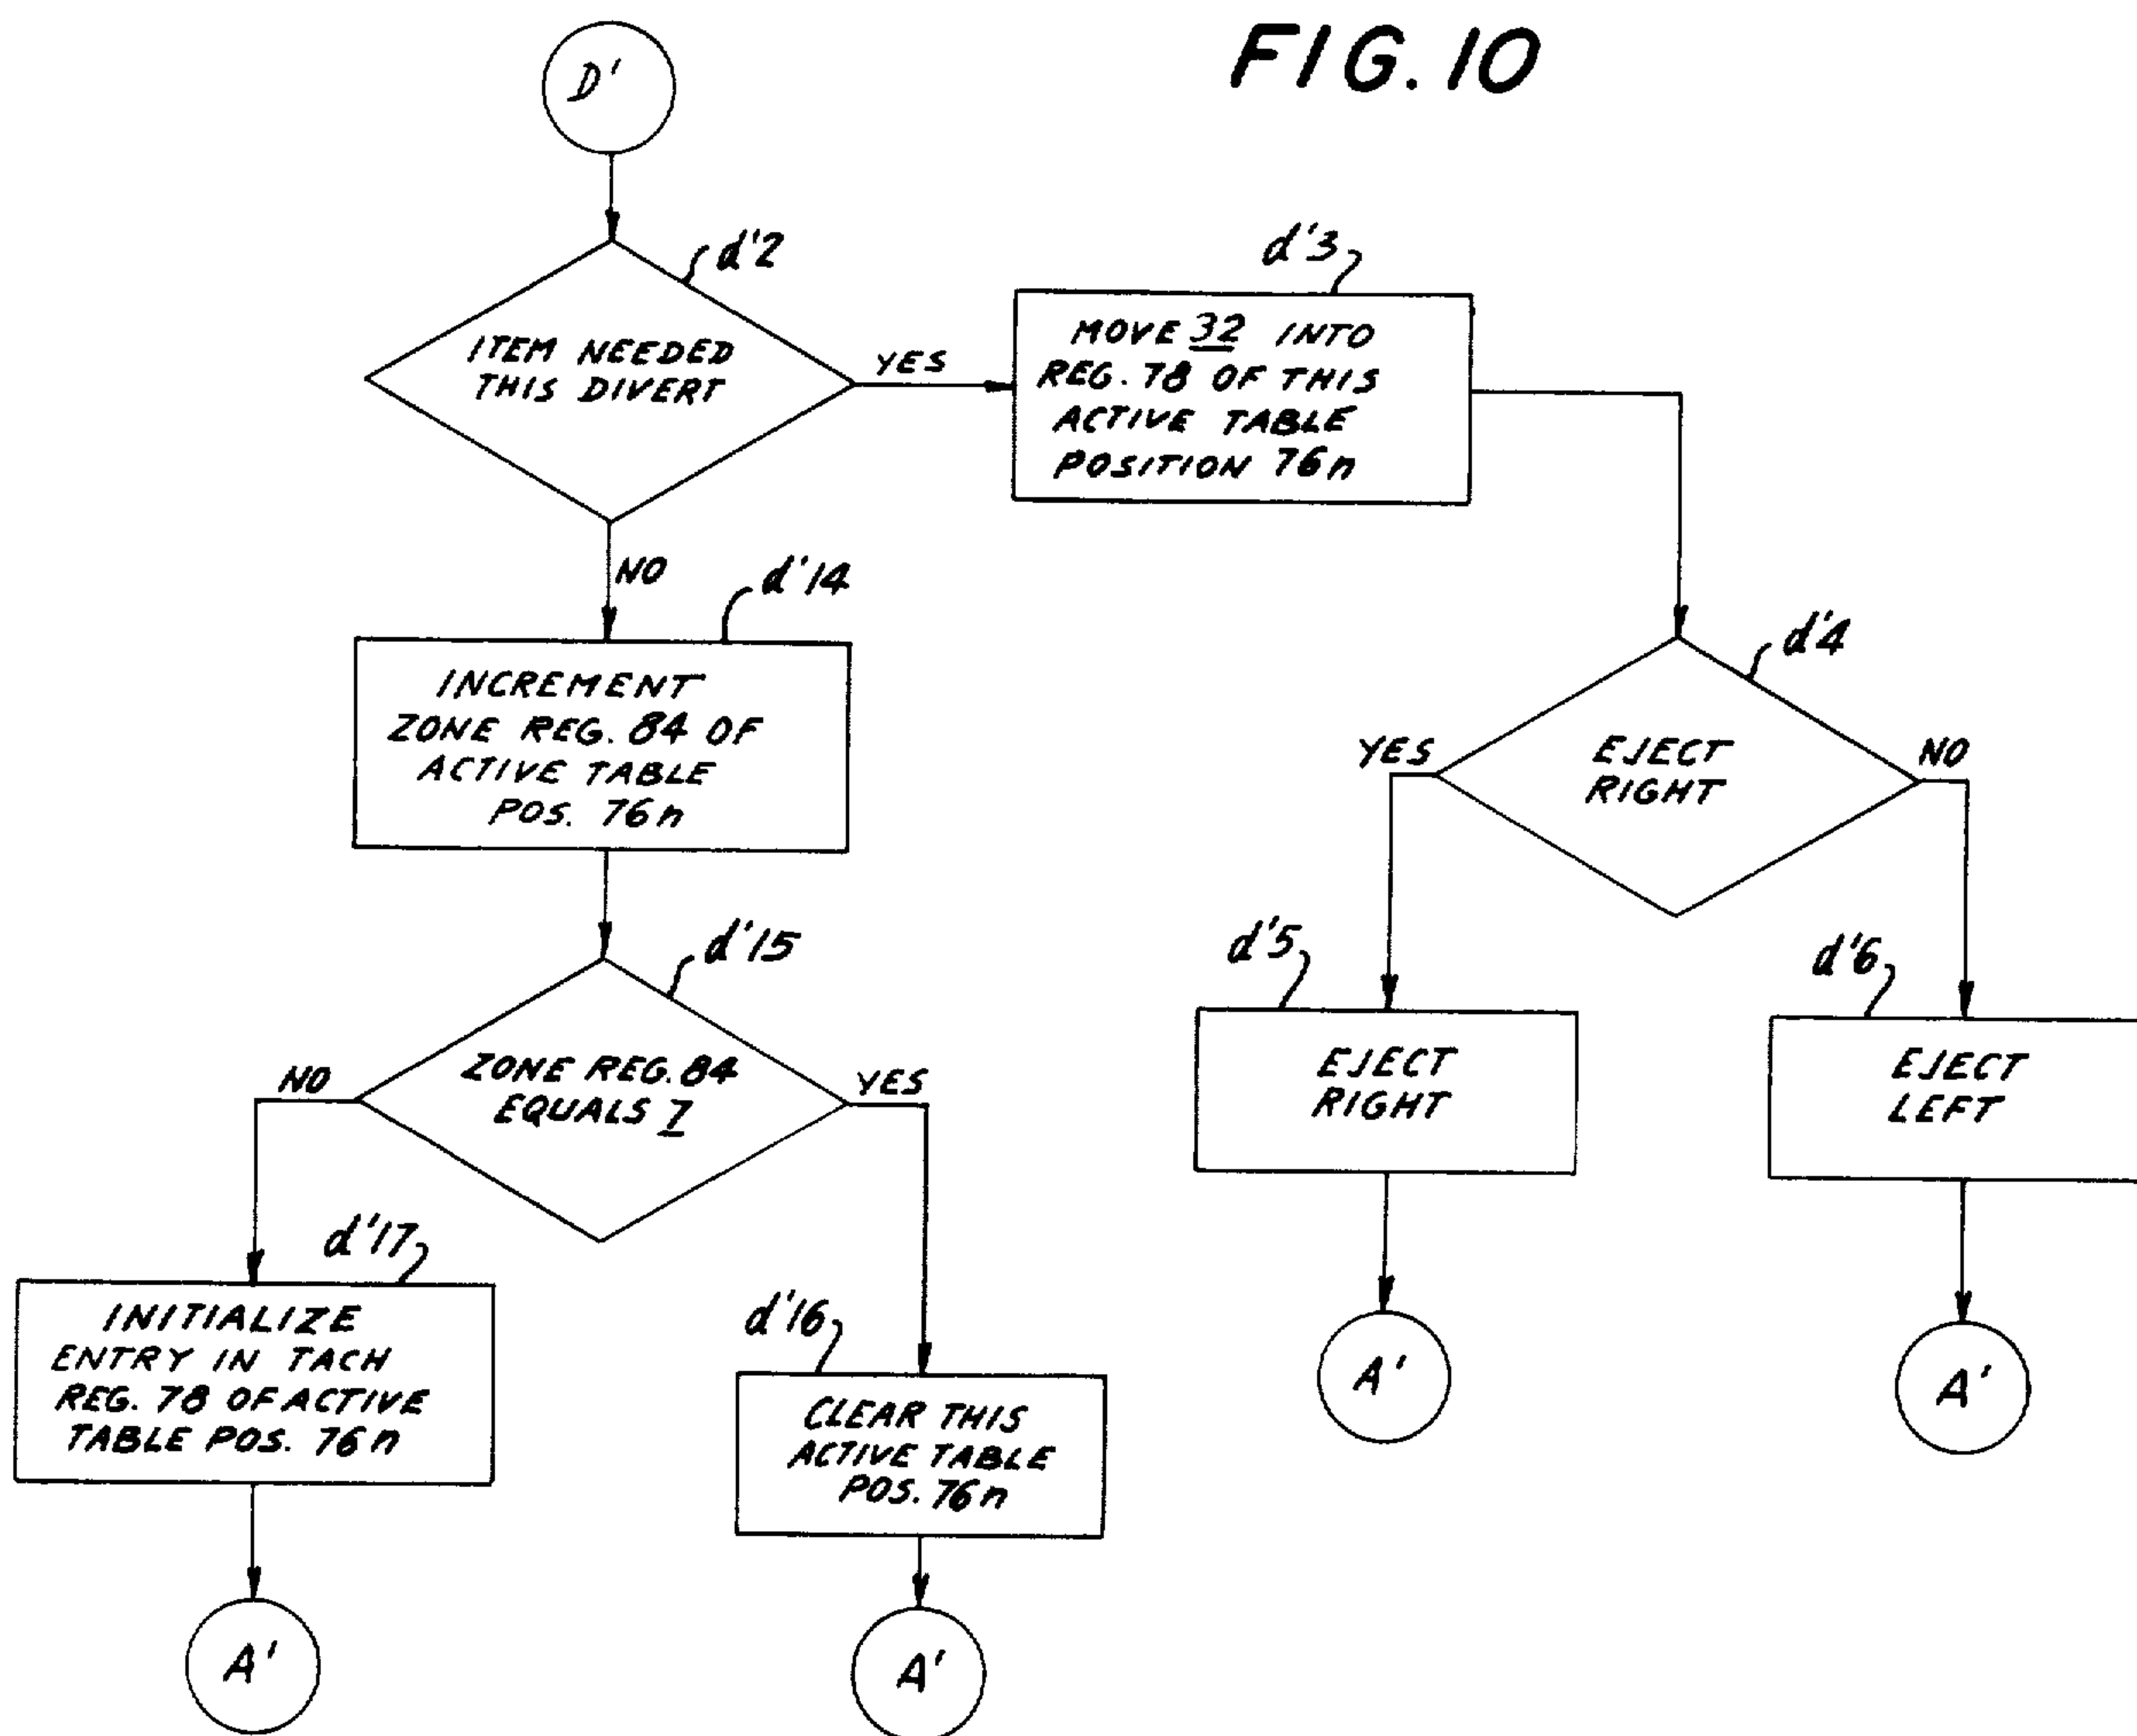 FIG. 10
D'
d'2
ITEM NEEDED
THIS DIVERT
YES
d'3
MOVE 32 INTO
REG. 78 OF THIS
ACTIVE TABLE
POSITION 76n
NO
d'14
INCREMENT
ZONE REG. 84 OF
ACTIVE TABLE
POS. 76n
d'4
YES
EJECT
RIGHT
NO
d'15
NO
ZONE REG. 84
EQUALS 7
YES
d'5
EJECT
RIGHT
d'6
EJECT
LEFT
d'17
INITIALIZE
ENTRY IN TACH
REG. 78 OF ACTIVE
TABLE POS. 76n
d'16
CLEAR THIS
ACTIVE TABLE
POS. 76n
A'
A'
A'
A'